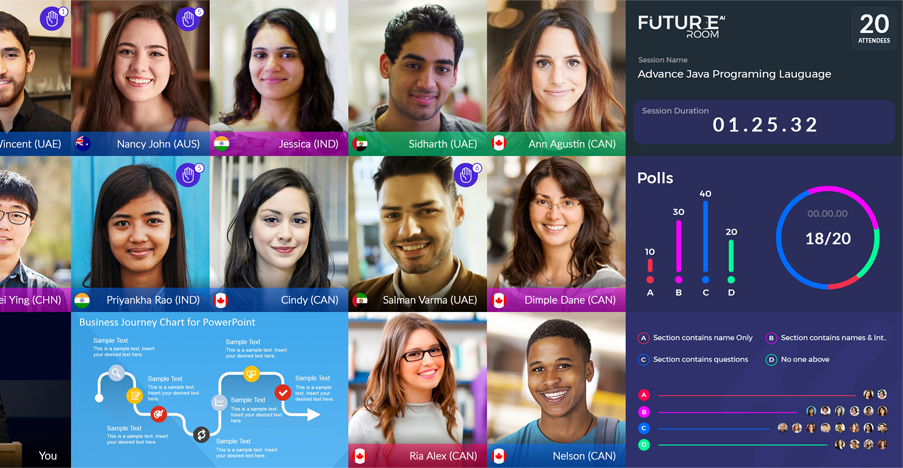 1
5
Vincent (UAE)
Nancy John (AUS)
Jessica (IND)
Sidharth (UAE)
Ann Agustin (CAN)
FUTURE AI
ROOM
20
ATTENDEES
Session Name
Advance Java Programing Lauguage
Session Duration
01.25.32
5
6
ei Ying (CHN)
Priyankha Rao (IND)
Cindy (CAN)
Salman Varma (UAE)
Dimple Dane (CAN)
Polls
40
30
20
10
A
B
C
D
00.00.00
18/20
You
Business Journey Chart for PowerPoint
Sample Text
This is a sample text. Insert
your desired text here.
Sample Text
This is a sample text. Insert
your desired text here.
Sample Text
This is a sample text.
Insert your desired text
here.
Sample Text
This is a sample text.
Insert your desired text
here.
Sample Text
This is a sample text.
Insert your desired text
here.
Sample Text
This is a sample text. Insert
your desired text here.
Sample Text
This is a sample text. Insert
your desired text here.
Ria Alex (CAN)
Nelson (CAN)
A Section contains name Only
B Section contains names & Int..
C Section contains questions
D No one above
A
B
C
D